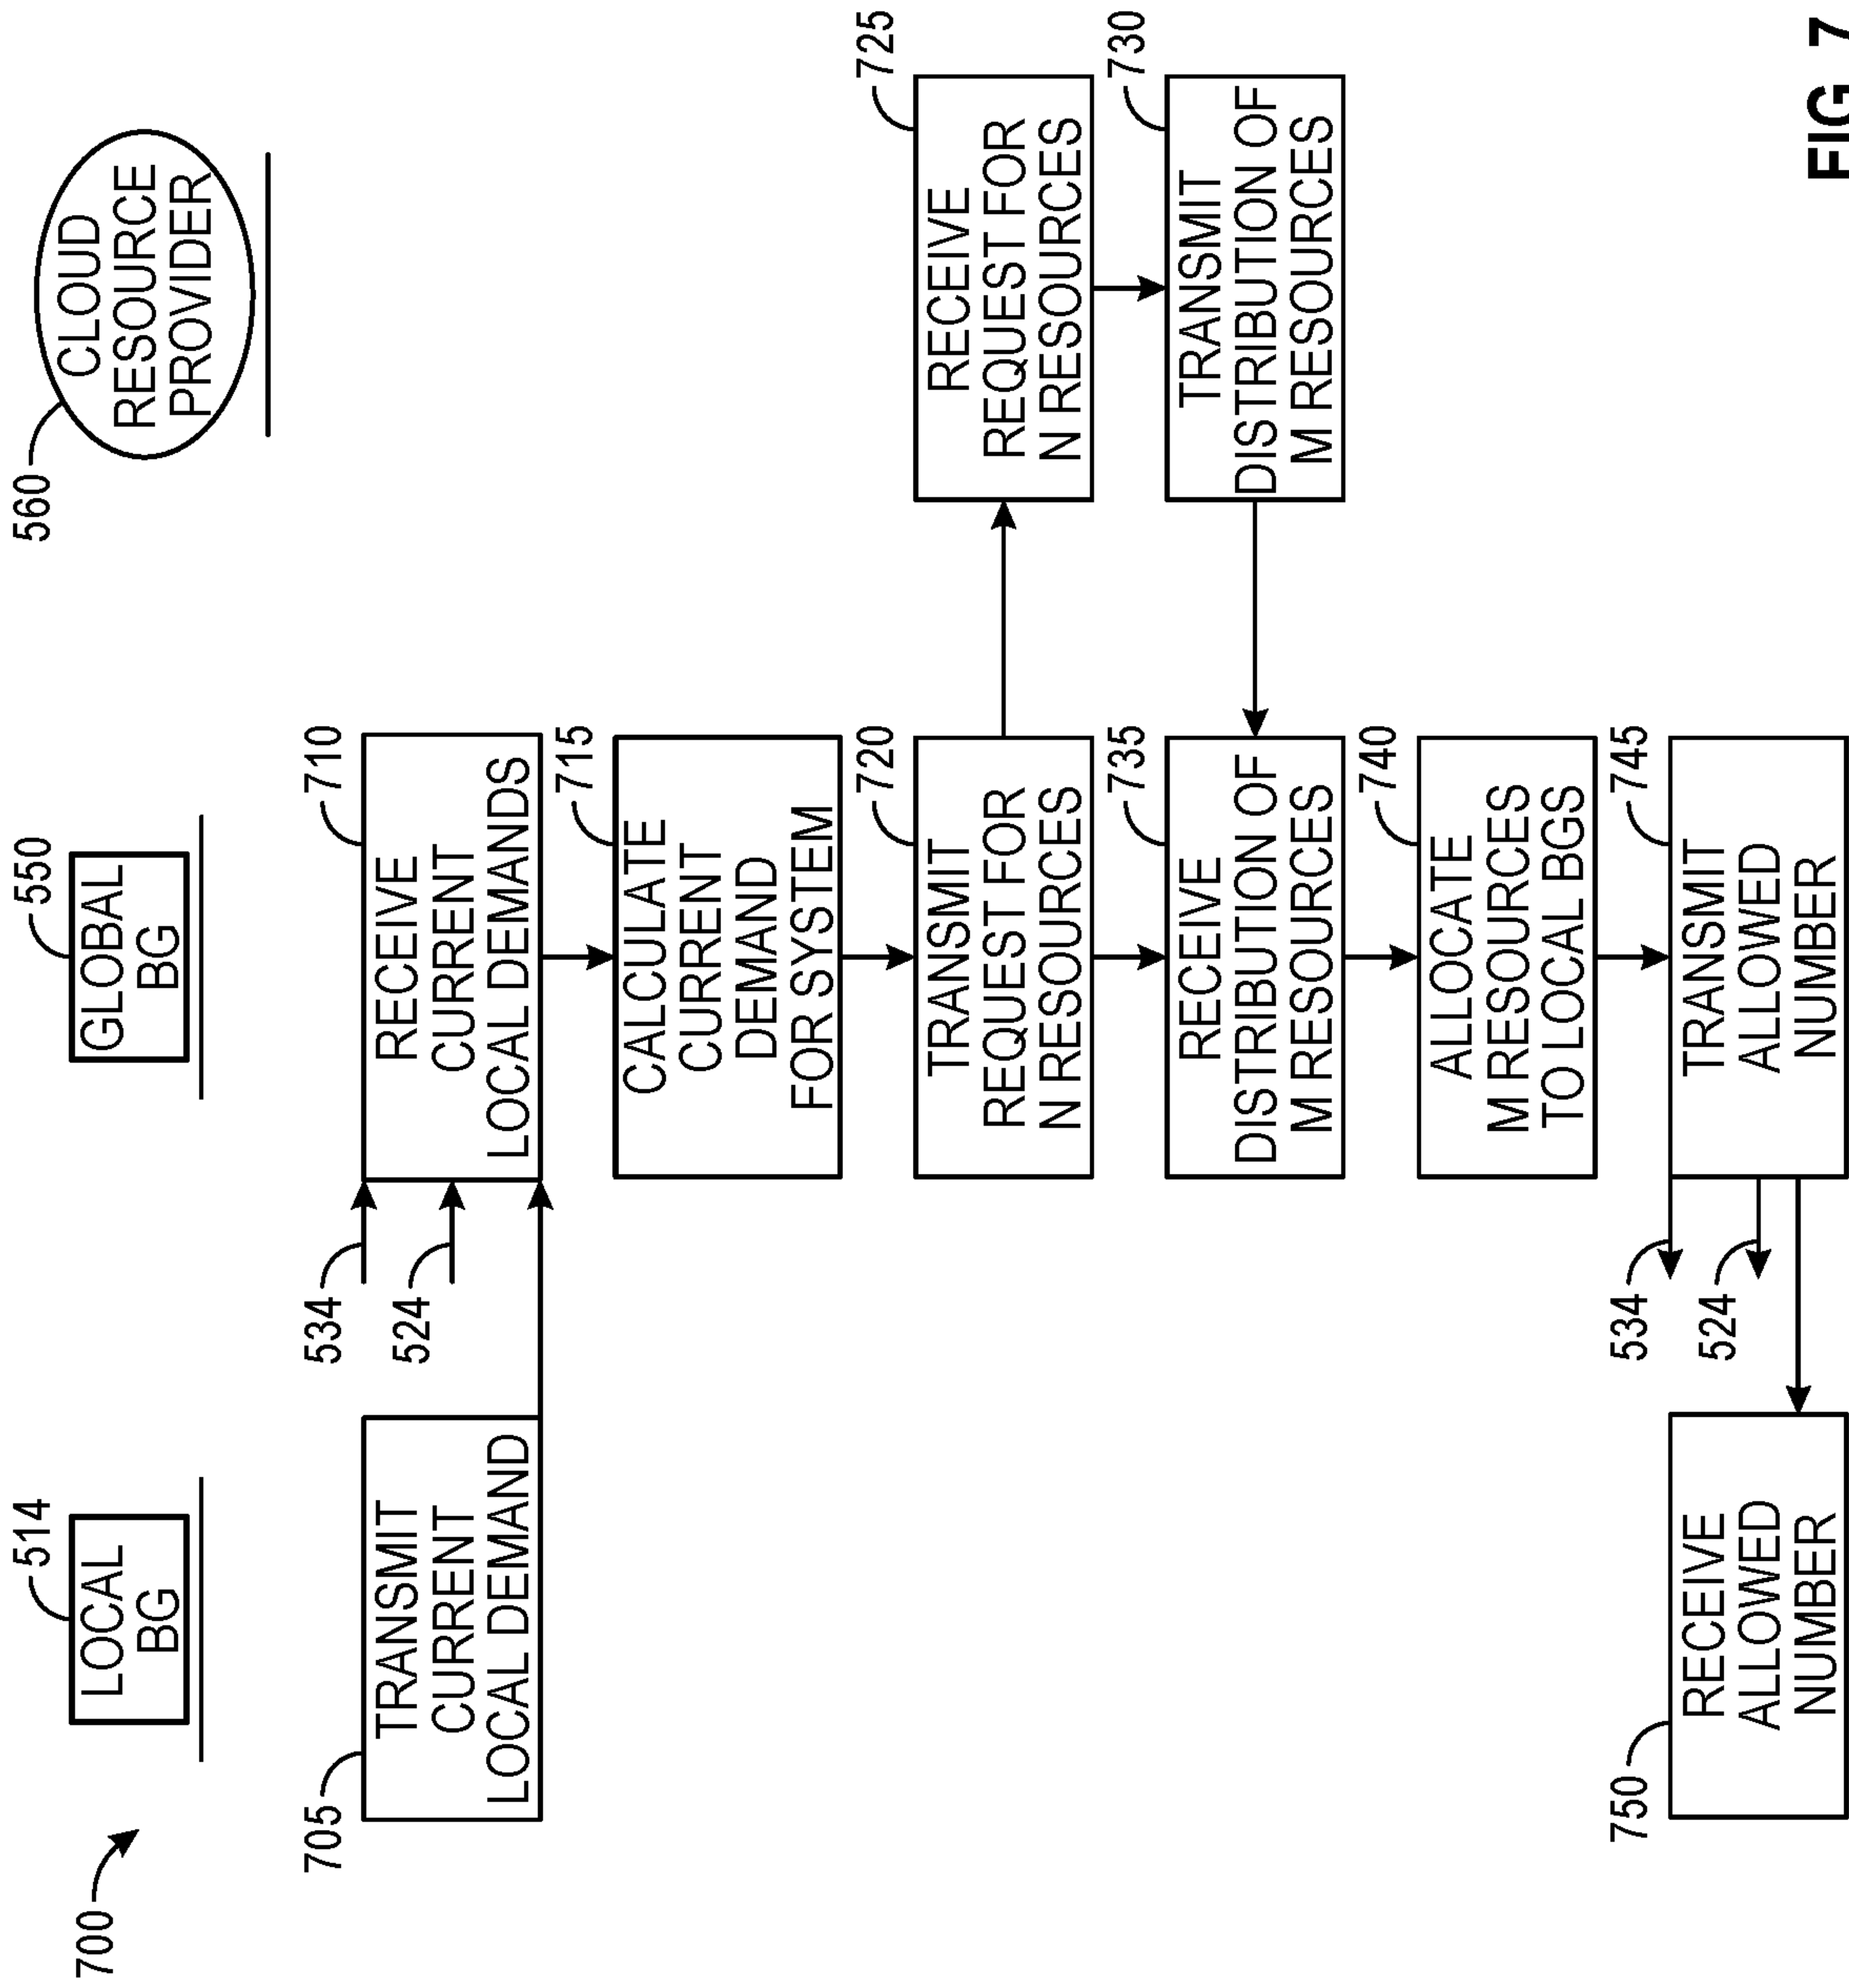 700
514
LOCAL
BG
550
GLOBAL
BG
560
CLOUD
RESOURCE
PROVIDER
705
TRANSMIT
CURRENT
LOCAL DEMAND
534
524
710
RECEIVE
CURRENT
LOCAL DEMANDS
715
CALCULATE
CURRENT
DEMAND
FOR SYSTEM
720
TRANSMIT
REQUEST FOR
N RESOURCES
725
RECEIVE
REQUEST FOR
N RESOURCES
730
TRANSMIT
DISTRIBUTION OF
M RESOURCES
735
RECEIVE
DISTRIBUTION OF
M RESOURCES
740
ALLOCATE
M RESOURCES
TO LOCAL BGS
745
TRANSMIT
ALLOWED
NUMBER
534
524
750
RECEIVE
ALLOWED
NUMBER
FIG 7